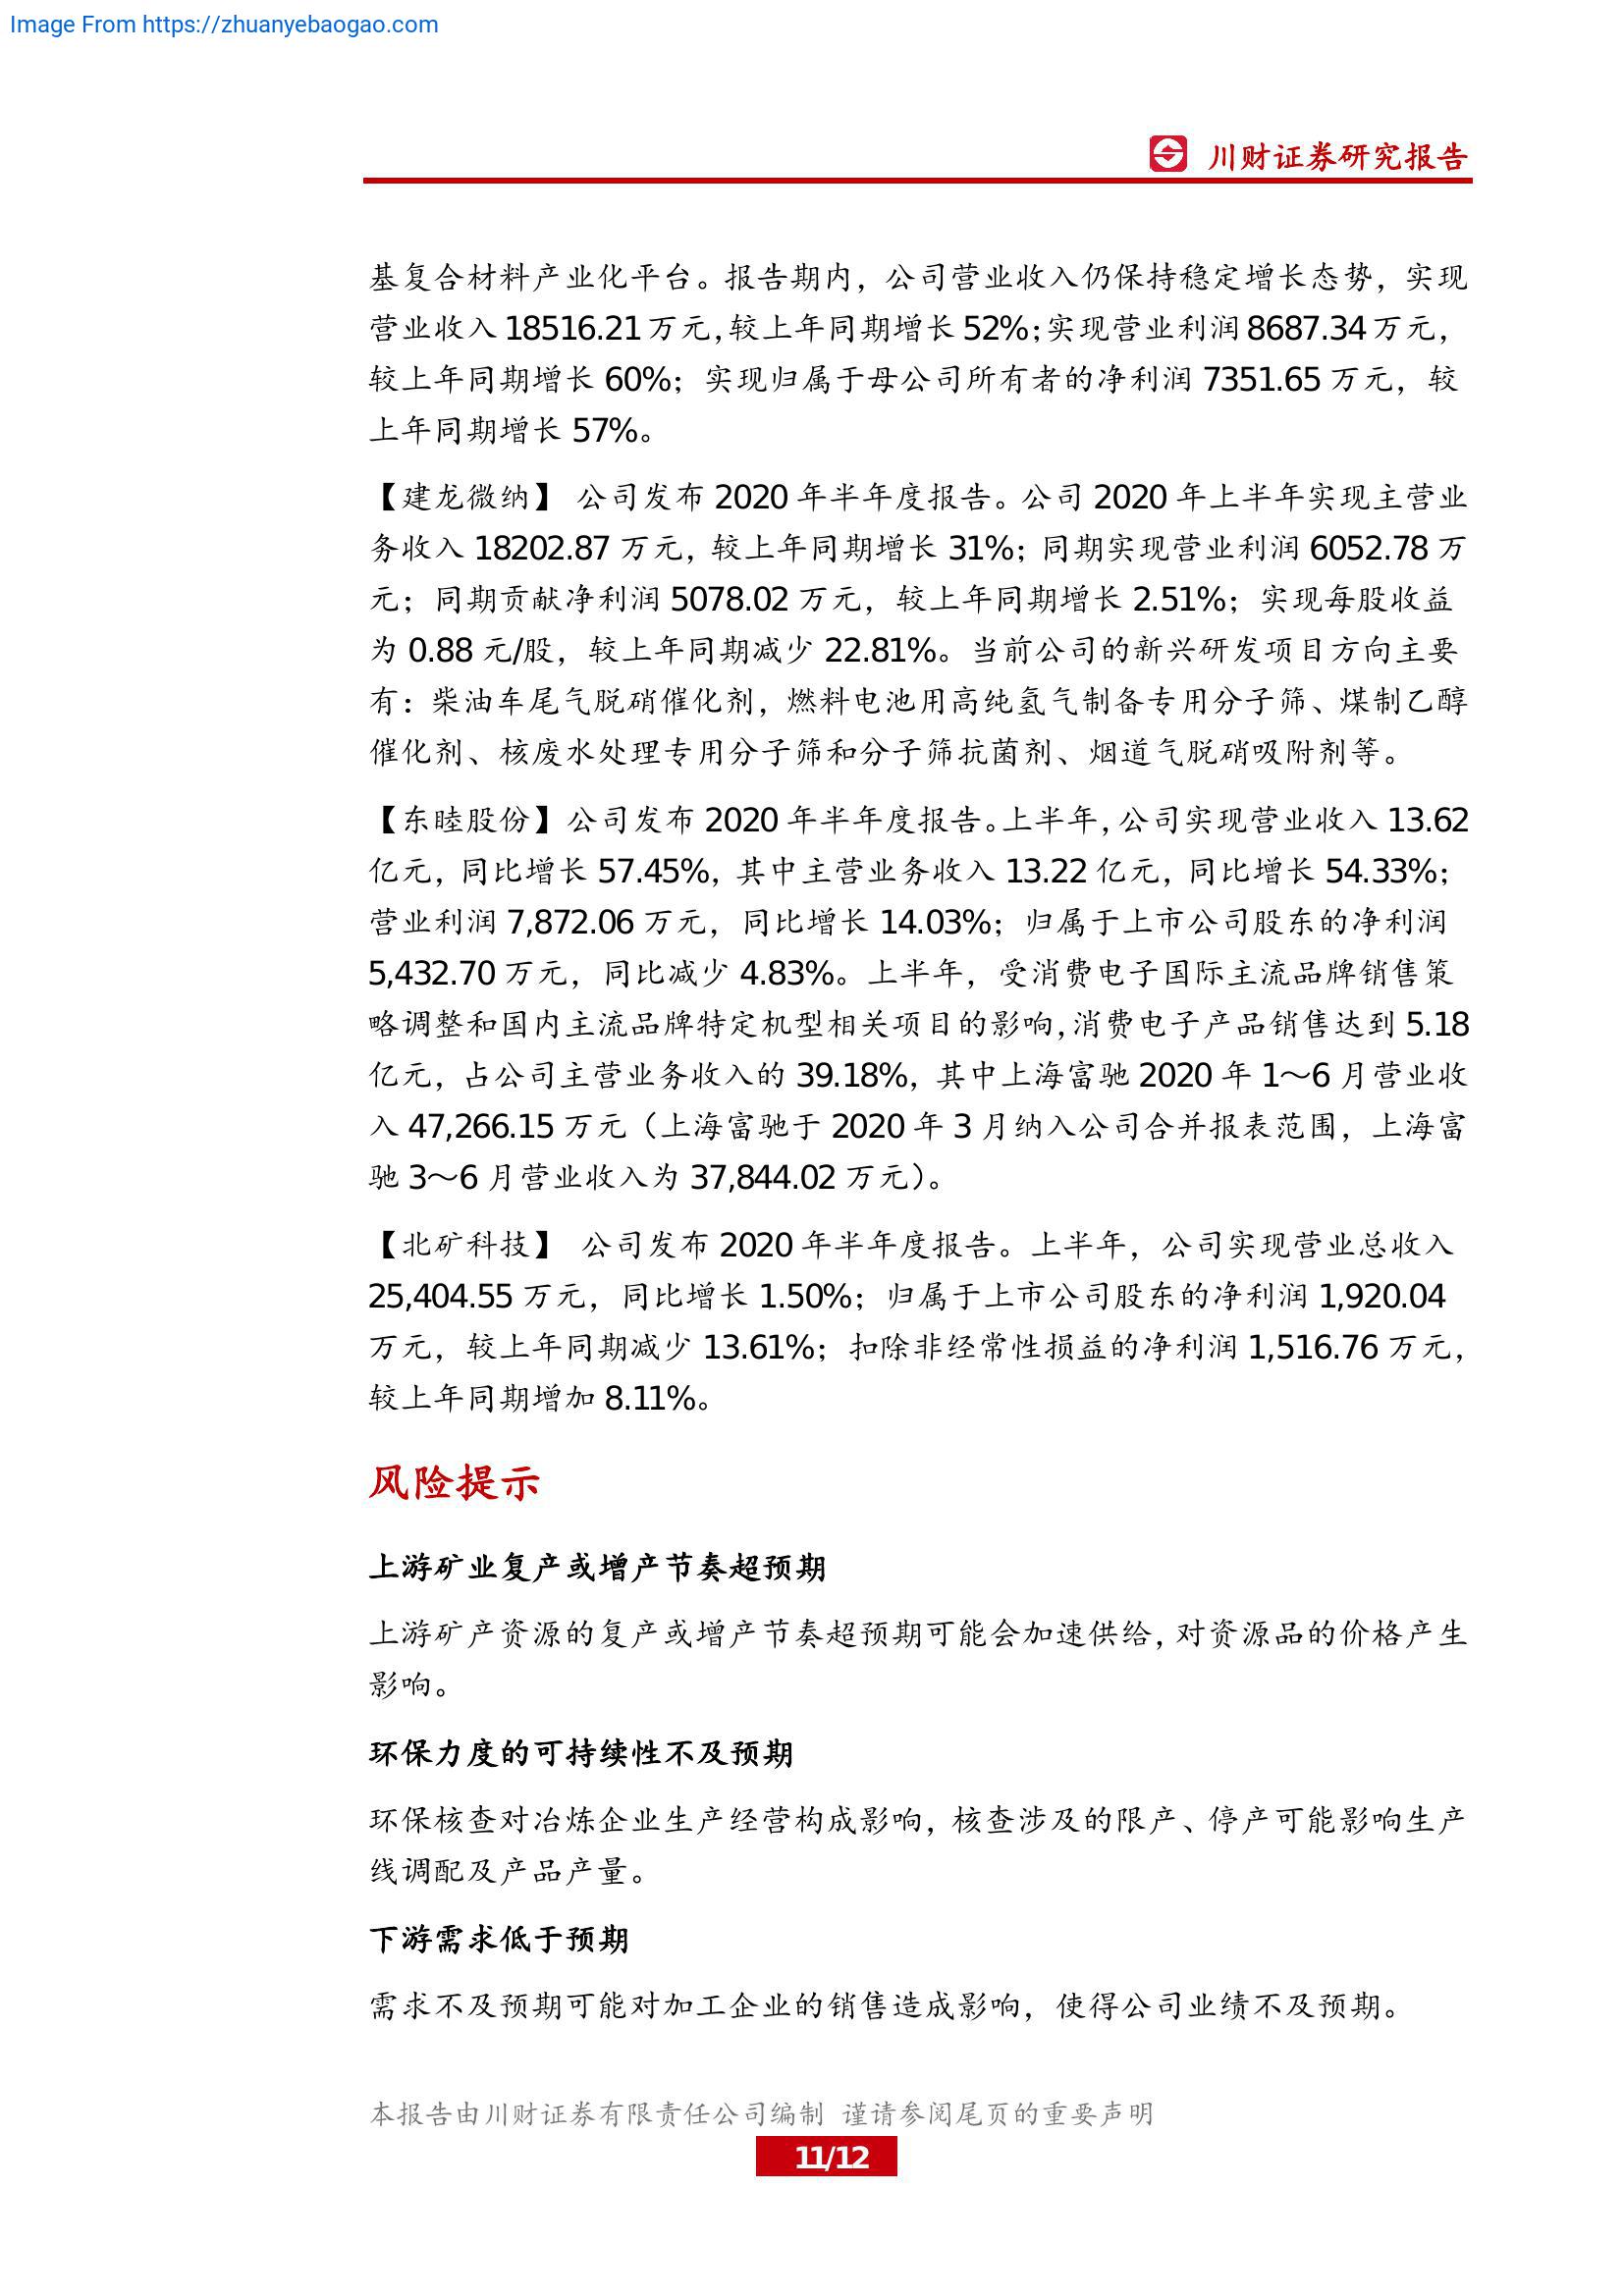 Image From https://zhuanyebaogao.com
川财证券研究报告
基复合材料产业化平台。报告期内，公司营业收入仍保持稳定增长态势，实现
营业收入 18516.21 万元，较上年同期增长 52%；实现营业利润 8687.34 万元，
较上年同期增长 60%；实现归属于母公司所有者的净利润 7351.65 万元，较
上年同期增长 57%。
【建龙微纳】 公司发布 2020 年半年度报告。公司 2020 年上半年实现主营业
务收入 18202.87 万元，较上年同期增长 31%；同期实现营业利润 6052.78 万
元；同期贡献净利润 5078.02 万元，较上年同期增长 2.51%；实现每股收益
为 0.88 元/股，较上年同期减少 22.81%。当前公司的新兴研发项目方向主要
有：柴油车尾气脱硝催化剂，燃料电池用高纯氢气制备专用分子筛、煤制乙醇
催化剂、核废水处理专用分子筛和分子筛抗菌剂、烟道气脱硝吸附剂等。
【东睦股份】公司发布 2020 年半年度报告。上半年，公司实现营业收入 13.62
亿元，同比增长 57.45%，其中主营业务收入 13.22 亿元，同比增长 54.33%；
营业利润 7,872.06 万元，同比增长 14.03%；归属于上市公司股东的净利润
5,432.70 万元，同比减少 4.83%。上半年，受消费电子国际主流品牌销售策
略调整和国内主流品牌特定机型相关项目的影响，消费电子产品销售达到 5.18
亿元，占公司主营业务收入的 39.18%，其中上海富驰 2020 年 1～6 月营业收
入 47,266.15 万元（上海富驰于 2020 年 3 月纳入公司合并报表范围，上海富
驰 3～6 月营业收入为 37,844.02 万元）。
【北矿科技】 公司发布 2020 年半年度报告。上半年，公司实现营业总收入
25,404.55 万元，同比增长 1.50%；归属于上市公司股东的净利润 1,920.04
万元，较上年同期减少 13.61%；扣除非经常性损益的净利润 1,516.76 万元，
较上年同期增加 8.11%。
风险提示
上游矿业复产或增产节奏超预期
上游矿产资源的复产或增产节奏超预期可能会加速供给，对资源品的价格产生
影响。
环保力度的可持续性不及预期
环保核查对冶炼企业生产经营构成影响，核查涉及的限产、停产可能影响生产
线调配及产品产量。
下游需求低于预期
需求不及预期可能对加工企业的销售造成影响，使得公司业绩不及预期。
本报告由川财证券有限责任公司编制 谨请参阅尾页的重要声明
11/12